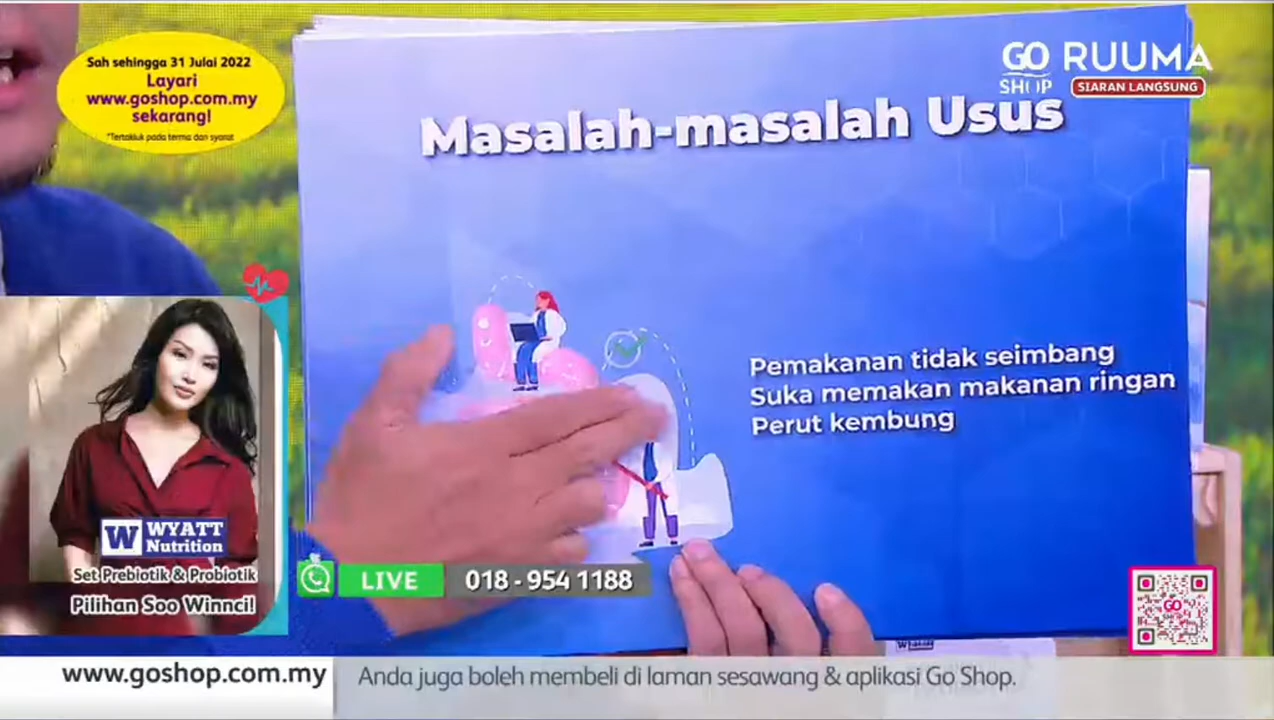 Sah sehingga 31 Julai 2022
Layari
www.goshop.com.my
sekarang!
*Tertakluk pada terma dan syarat
GO SHOP
RUUMA
SIARAN LANGSUNG
Masalah-masalah Usus
Pemakanan tidak seimbang
Suka memakan makanan ringan
Perut kembung
W WYATT
Nutrition
Set Prebiotik & Probiotik
Pilihan Soo Winnci!
LIVE 018 - 954 1188
GO
SHOP
www.goshop.com.my
Anda juga boleh membeli di laman sesawang & aplikasi Go Shop.